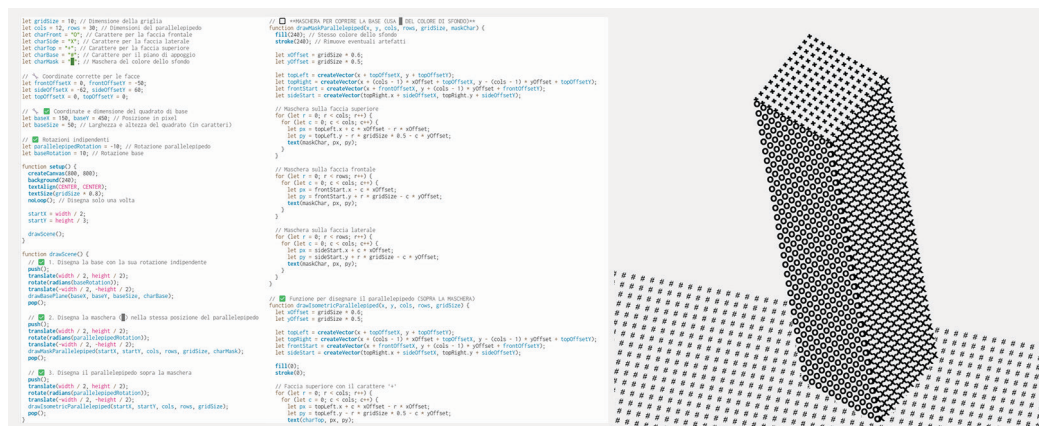 let gridSize = 10; // Dimensione della griglia
let cols = 12, rows = 30; // Dimensioni del parallelepipedo
let charFront = "O"; // Carattere per la faccia frontale
let charSide = "X"; // Carattere per la faccia laterale
let charTop = "+"; // Carattere per la faccia superiore
let charBase = "#"; // Carattere per il piano di appoggio
let charMask = "█"; // Maschera del colore dello sfondo
// 🔧 Coordinate corrette per le facce
let frontOffsetX = 0, frontOffsetY = -50;
let sideOffsetX = -62, sideOffsetY = 60;
let topOffsetX = 0, topOffsetY = 0;
// 🔧 ✅ Coordinate e dimensione del quadrato di base
let baseX = 150, baseY = 450; // Posizione in pixel
let baseSize = 50; // Larghezza e altezza del quadrato (in caratteri)
// ✅ Rotazioni indipendenti
let parallelepipedRotation = -10; // Rotazione parallelepipedo
let baseRotation = 10; // Rotazione base
function setup() {
createCanvas(800, 800);
background(240);
textAlign(CENTER, CENTER);
textSize(gridSize * 0.8);
noLoop(); // Disegna solo una volta
startX = width / 2;
startY = height / 3;
drawScene();
}
function drawScene() {
// ✅ 1. Disegna la base con la sua rotazione indipendente
push();
translate(width / 2, height / 2);
rotate(radians(baseRotation));
translate(-width / 2, -height / 2);
drawBasePlane(baseX, baseY, baseSize, charBase);
pop();
// ✅ 2. Disegna la maschera (█) nella stessa posizione del parallelepipedo
push();
translate(width / 2, height / 2);
rotate(radians(parallelepipedRotation));
translate(-width / 2, -height / 2);
drawMaskParallelepiped(startX, startY, cols, rows, gridSize, charMask);
pop();
// ✅ 3. Disegna il parallelepipedo sopra la maschera
push();
translate(width / 2, height / 2);
rotate(radians(parallelepipedRotation));
translate(-width / 2, -height / 2);
drawIsometricParallelepiped(startX, startY, cols, rows, gridSize);
pop();
}
// 🔲 **MASCHERA PER COPRIRE LA BASE (USA █ DEL COLORE DI SFONDO)**
function drawMaskParallelepiped(x, y, cols, rows, gridSize, maskChar) {
fill(240); // Stesso colore dello sfondo
stroke(240); // Rimuove eventuali artefatti
let xOffset = gridSize * 0.6;
let yOffset = gridSize * 0.5;
let topLeft = createVector(x + topOffsetX, y + topOffsetY);
let topRight = createVector(x + (cols - 1) * xOffset + topOffsetX, y - (cols - 1) * yOffset + topOffsetY);
let frontStart = createVector(x + frontOffsetX, y + (cols - 1) * yOffset + frontOffsetY);
let sideStart = createVector(topRight.x + sideOffsetX, topRight.y + sideOffsetY);
// Maschera sulla faccia superiore
for (let r = 0; r < cols; r++) {
for (let c = 0; c < cols; c++) {
let px = topLeft.x + c * xOffset - r * xOffset;
let py = topLeft.y - r * gridSize * 0.5 - c * yOffset;
text(maskChar, px, py);
}
}
// Maschera sulla faccia frontale
for (let r = 0; r < rows; r++) {
for (let c = 0; c < cols; c++) {
let px = frontStart.x - c * xOffset;
let py = frontStart.y + r * gridSize - c * yOffset;
text(maskChar, px, py);
}
}
// Maschera sulla faccia laterale
for (let r = 0; r < rows; r++) {
for (let c = 0; c < cols; c++) {
let px = sideStart.x + c * xOffset;
let py = sideStart.y + r * gridSize - c * yOffset;
text(maskChar, px, py);
}
}
}
// ✅ Funzione per disegnare il parallelepipedo (SOPRA LA MASCHERA)
function drawIsometricParallelepiped(x, y, cols, rows, gridSize) {
let xOffset = gridSize * 0.6;
let yOffset = gridSize * 0.5;
let topLeft = createVector(x + topOffsetX, y + topOffsetY);
let topRight = createVector(x + (cols - 1) * xOffset + topOffsetX, y - (cols - 1) * yOffset + topOffsetY);
let frontStart = createVector(x + frontOffsetX, y + (cols - 1) * yOffset + frontOffsetY);
let sideStart = createVector(topRight.x + sideOffsetX, topRight.y + sideOffsetY);
fill(0);
stroke(0);
// Faccia superiore con il carattere '+'
for (let r = 0; r < cols; r++) {
for (let c = 0; c < cols; c++) {
let px = topLeft.x + c * xOffset - r * xOffset;
let py = topLeft.y - r * gridSize * 0.5 - c * yOffset;
text(charTop, px, py);